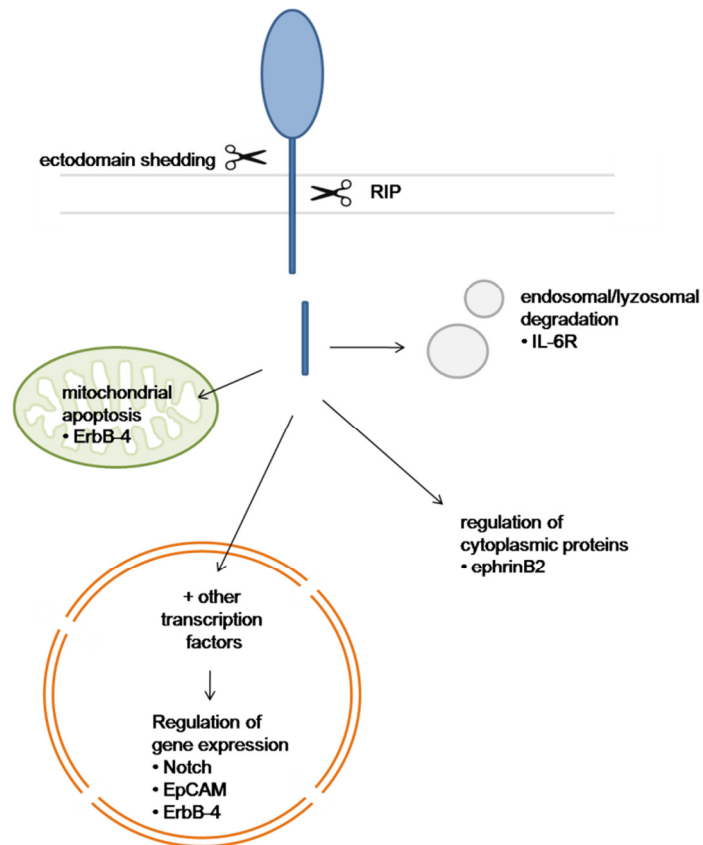 ectodomain shedding
RIP
endosomal/lyzosomal
degradation
• IL-6R
mitochondrial
apoptosis
• ErbB-4
regulation of
cytoplasmic proteins
• ephrinB2
+ other
transcription
factors
Regulation of
gene expression
• Notch
• EpCAM
• ErbB-4